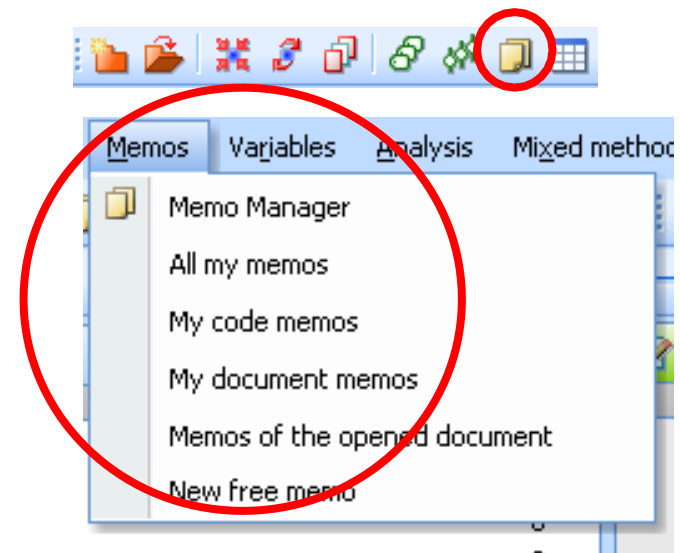 Memos Variables Analysis Mixed methoc
Memo Manager
All my memos
My code memos
My document memos
Memos of the opened document
New free memo